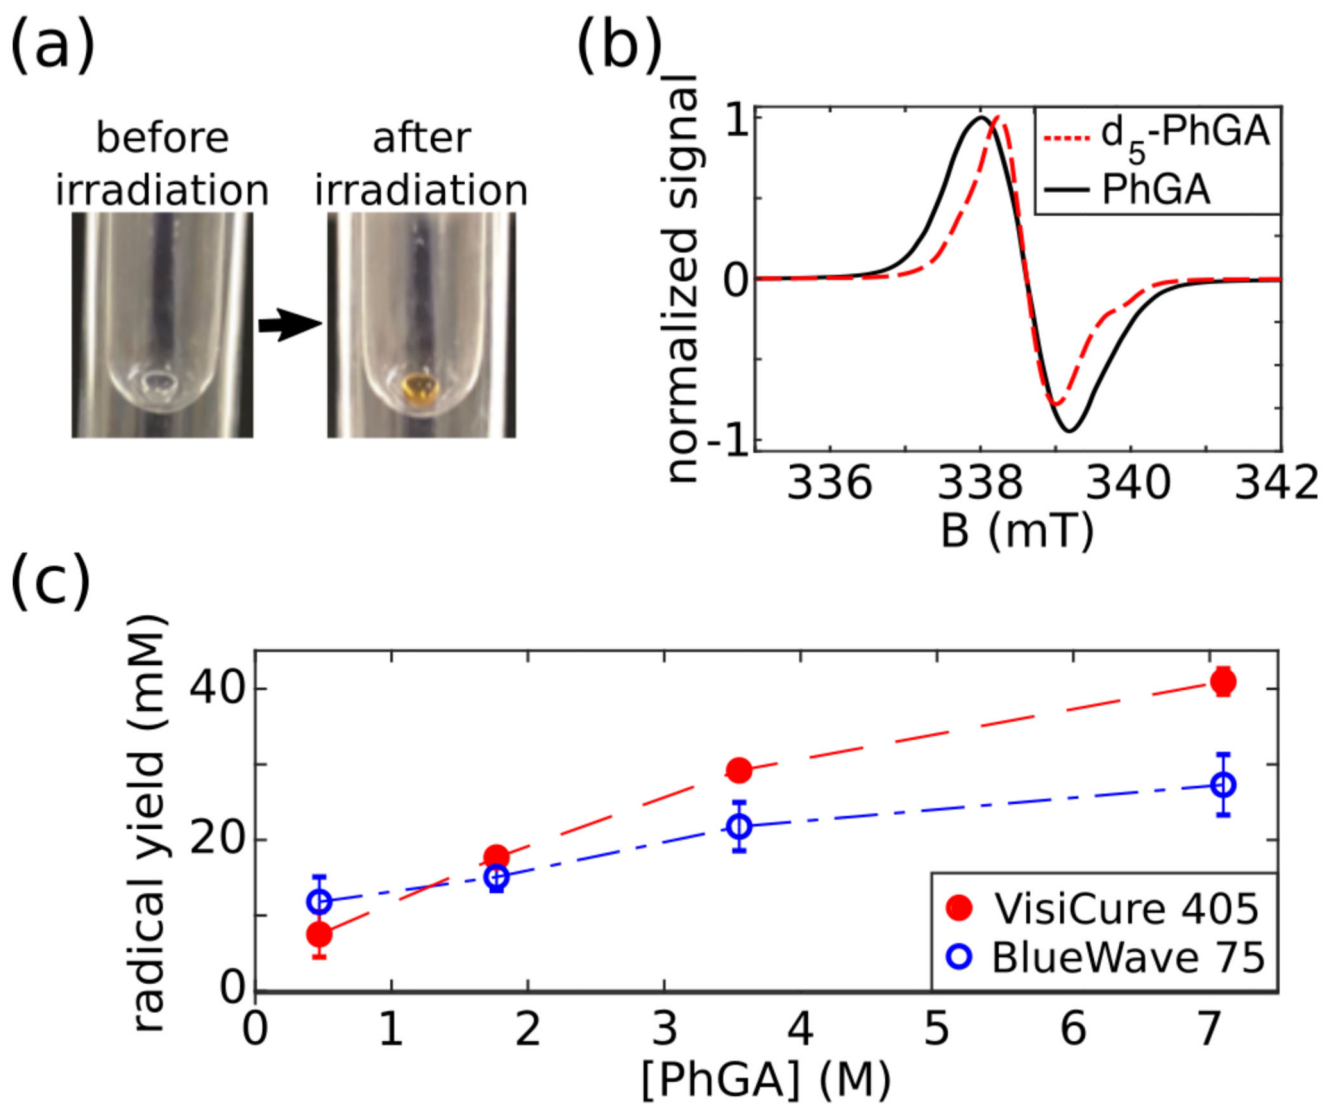 (a)
before
irradiation
after
irradiation
(b)
normalized signal
1
0
-1
336
338
340
342
B (mT)
d5-PhGA
PhGA
(c)
radical yield (mM)
40
20
0
0
1
2
3
4
5
6
7
[PhGA] (M)
VisiCure 405
BlueWave 75